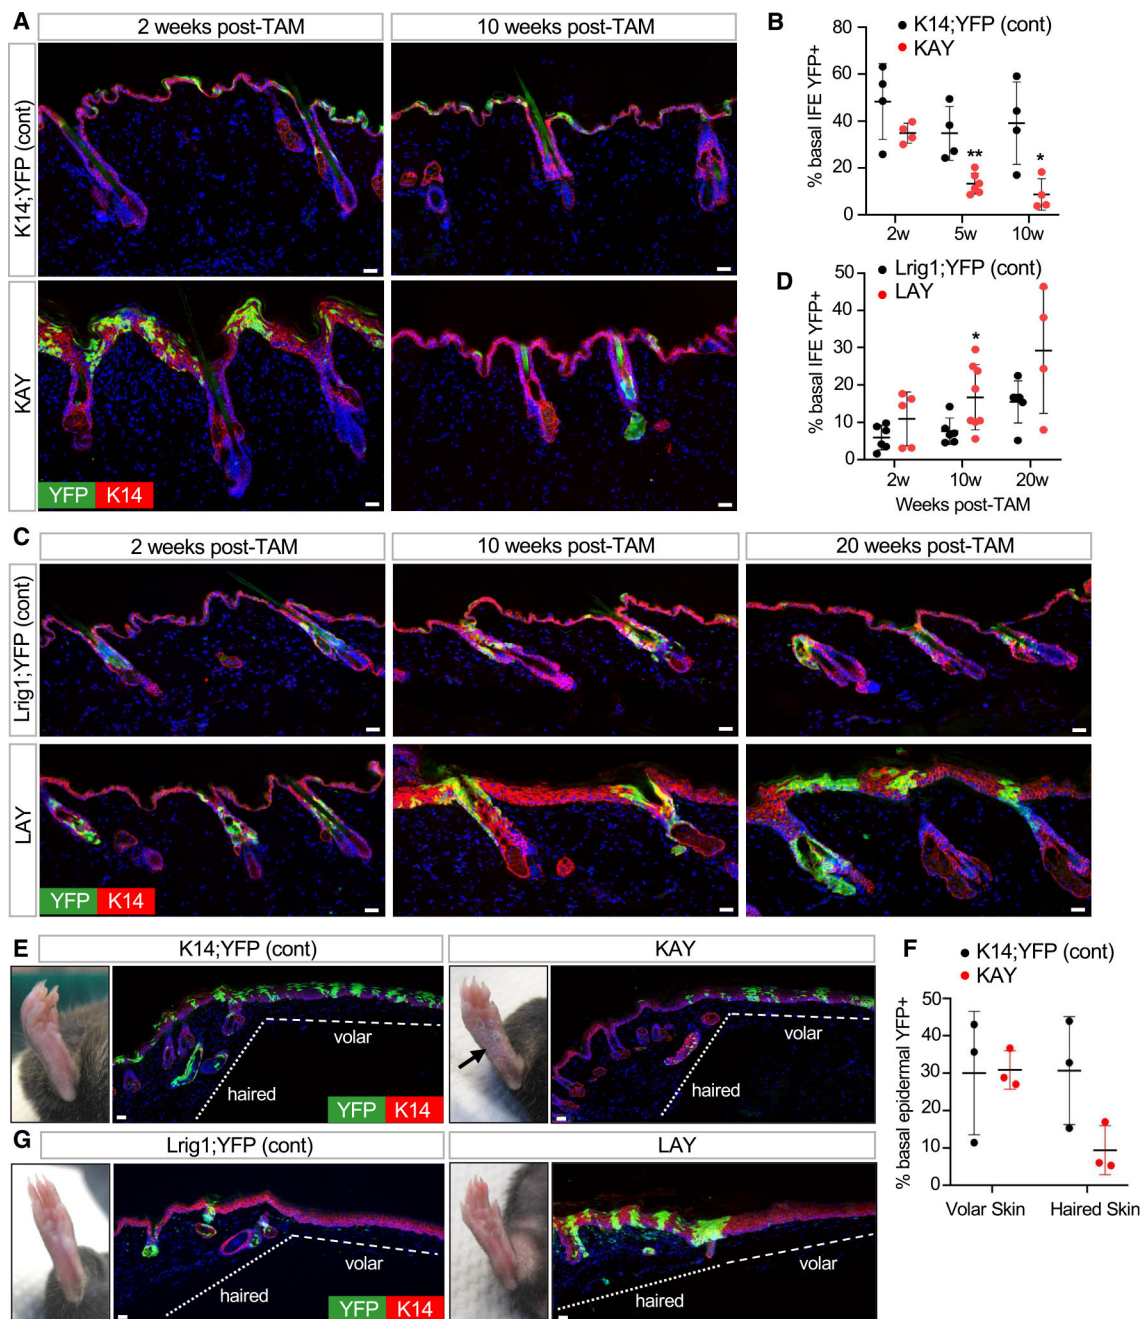 A
2 weeks post-TAM
10 weeks post-TAM
K14;YFP (cont)
KAY
YFP K14
B
K14;YFP (cont)
KAY
% basal IFE YFP+
80
60
40
20
0
**
*
2w 5w 10w
D
Lrig1;YFP (cont)
LAY
% basal IFE YFP+
50
40
30
20
10
0
*
2w 10w 20w
Weeks post-TAM
C
2 weeks post-TAM
10 weeks post-TAM
20 weeks post-TAM
Lrig1;YFP (cont)
LAY
YFP K14
E
K14;YFP (cont)
KAY
volar
haired
YFP K14
volar
haired
F
K14;YFP (cont)
KAY
% basal epidermal YFP+
50
40
30
20
10
0
Volar Skin Haired Skin
G
Lrig1;YFP (cont)
LAY
volar
haired
YFP K14
volar
haired